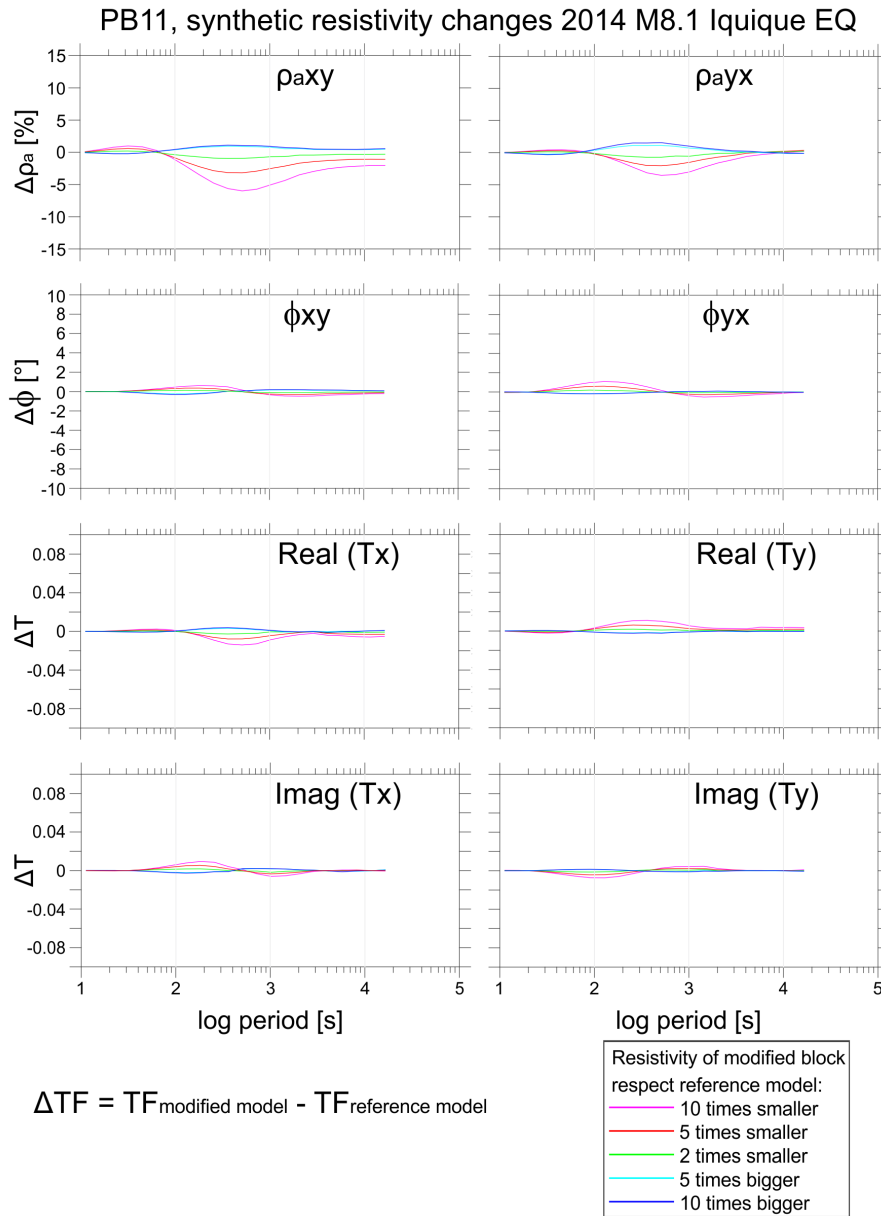 PB11, synthetic resistivity changes 2014 M8.1 Iquique EQ
ρaxy
ρayx
Δρa [%]
15
10
5
0
-5
-10
-15
ϕxy
ϕyx
Δϕ [°]
10
8
6
4
2
0
-2
-4
-6
-8
-10
Real (Tx)
Real (Ty)
ΔT
0.08
0.04
0
-0.04
-0.08
Imag (Tx)
Imag (Ty)
ΔT
0.08
0.04
0
-0.04
-0.08
1 2 3 4 5
1 2 3 4 5
log period [s]
log period [s]
ΔTF = TFmodified model - TFreference model
Resistivity of modified block
respect reference model:
10 times smaller
5 times smaller
2 times smaller
5 times bigger
10 times bigger